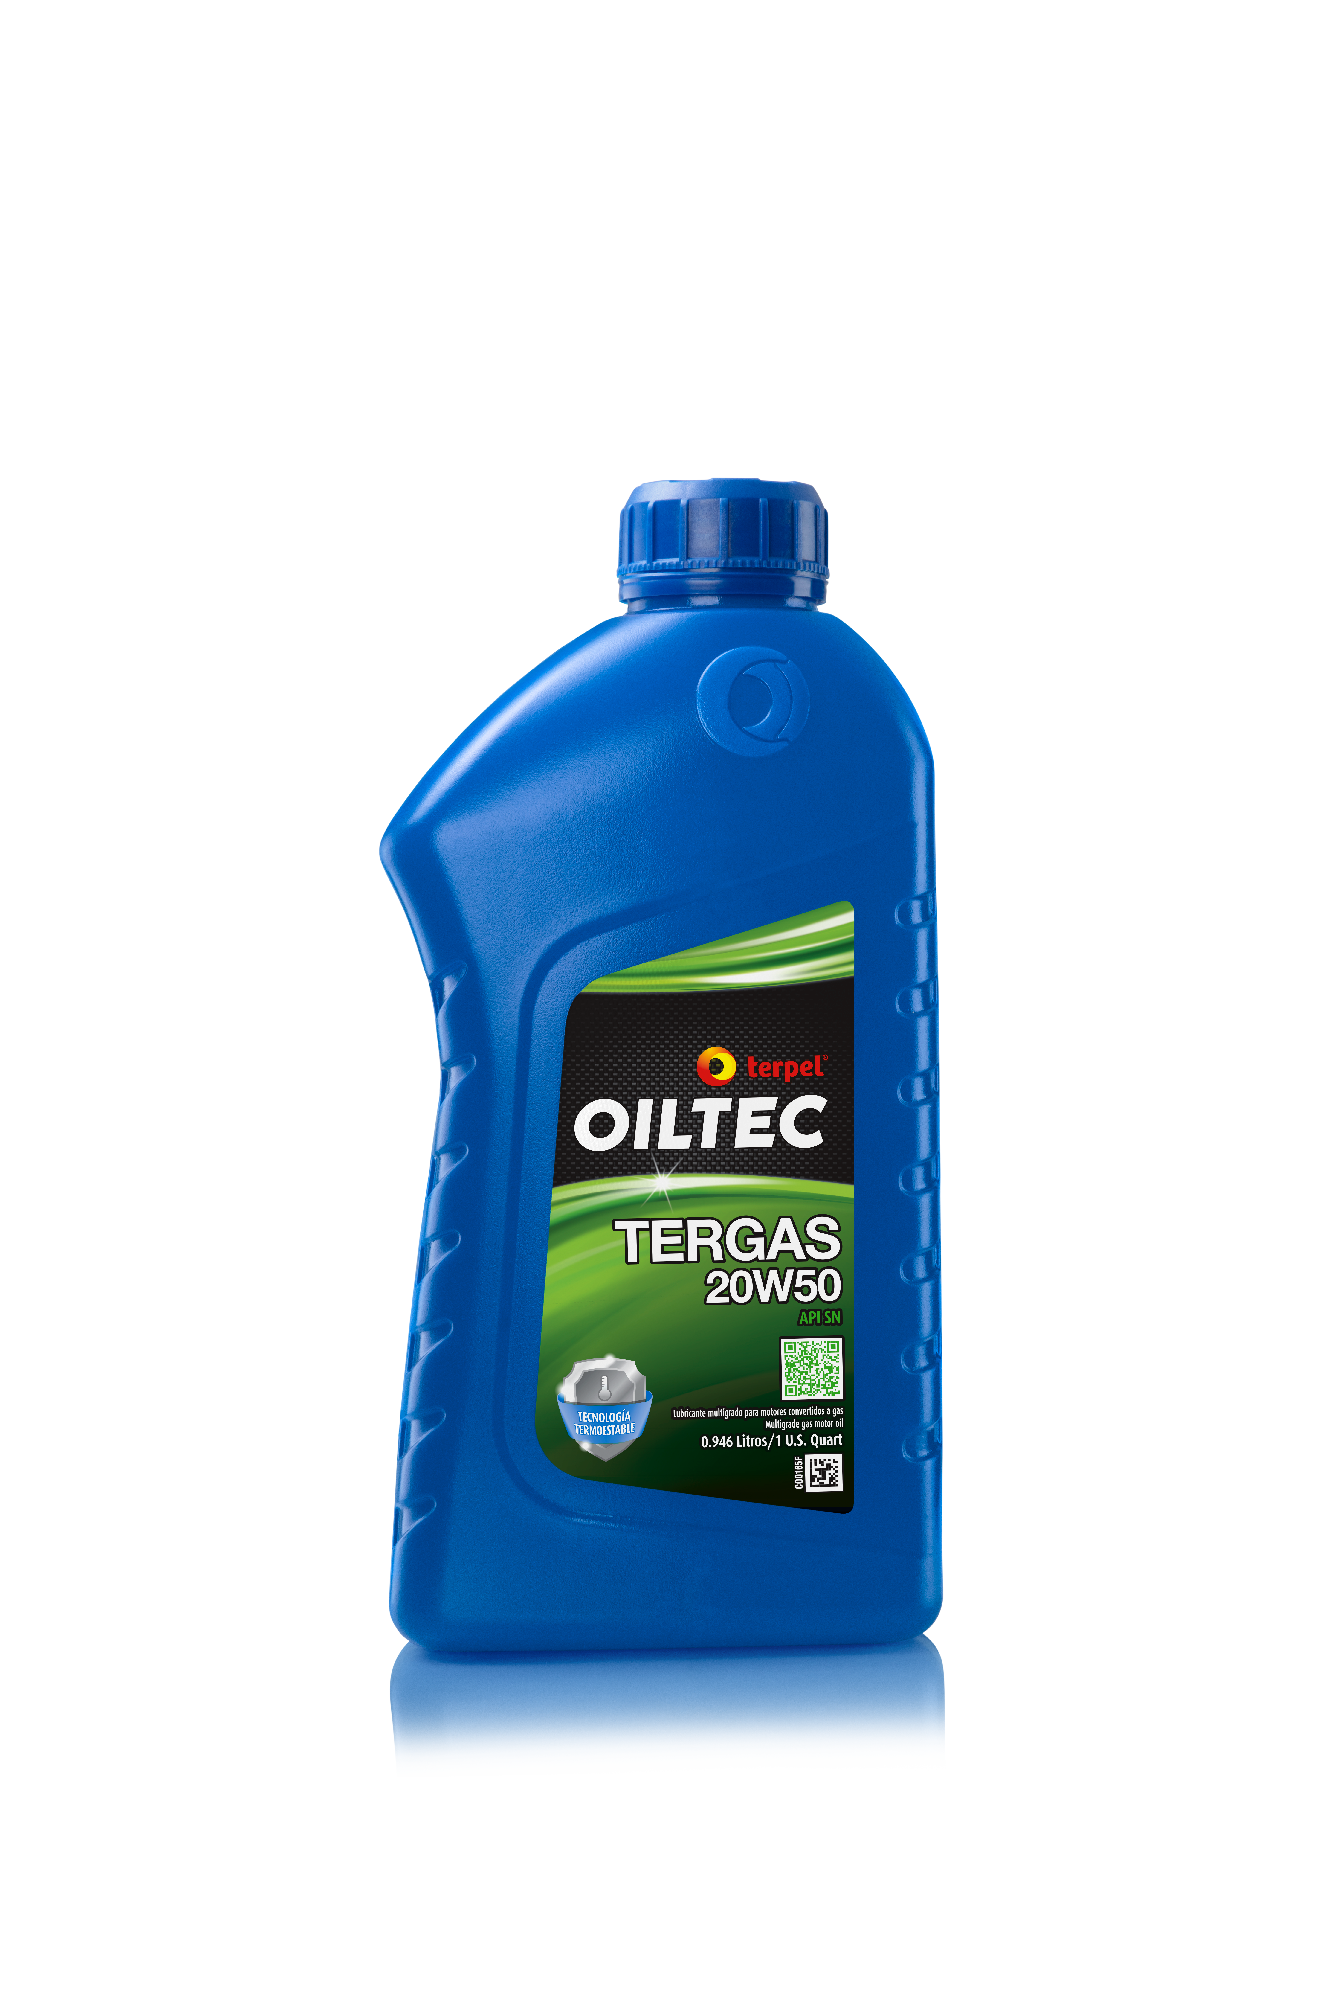 terpel®
OILTEC
TERGAS
20W50
API SN
TECNOLOGÍA
TERMOESTABLE
Lubricante multigrado para motores convertidos a gas
Multigrade gas motor oil
0.946 Litros/1 U.S. Quart
C00165F